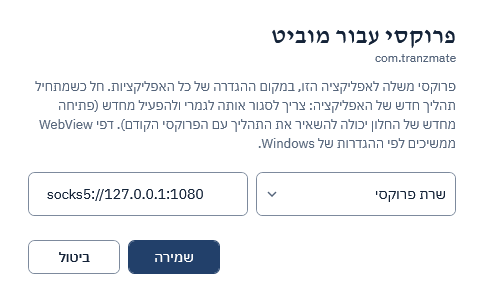 פרוקסי עבור מוביט
com.tranzmate
פרוקסי משלה לאפליקציה הזו, במקום ההגדרה של כל האפליקציות. חל כשמתחיל
תהליך חדש של האפליקציה: צריך לסגור אותה לגמרי ולהפעיל מחדש (פתיחה
מחדש של החלון יכולה להשאיר את התהליך עם הפרוקסי הקודם). דפי WebView
ממשיכים לפי ההגדרות של Windows.
שרת פרוקסי
socks5://127.0.0.1:1080
שמירה
ביטול